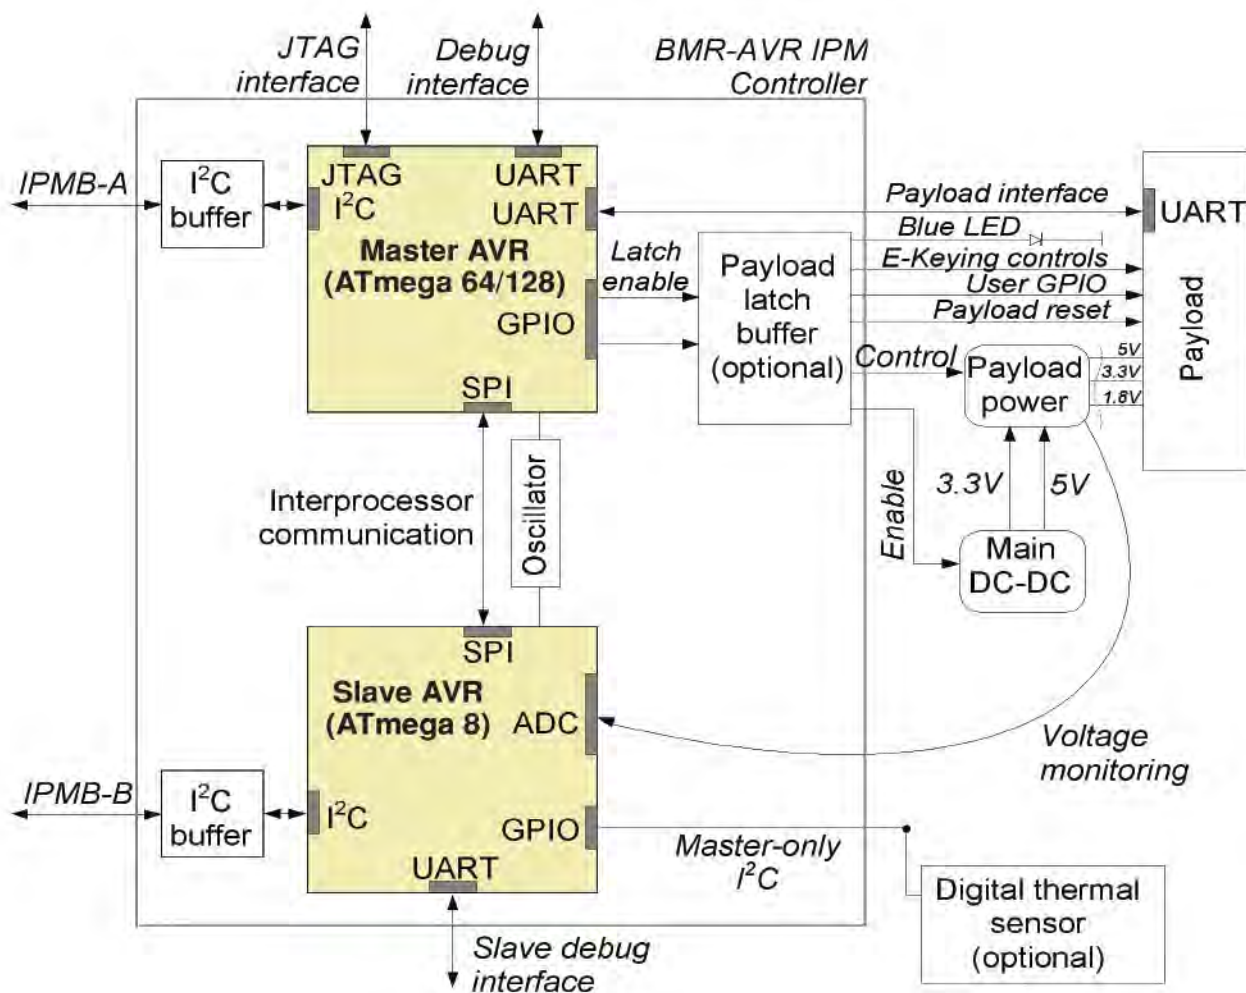 JTAG
interface
Debug
interface
BMR-AVR IPM
Controller
IPMB-A
I²C
buffer
JTAG
I²C
UART
UART
Master AVR
(ATmega 64/128)
GPIO
SPI
Latch
enable
Payload
latch
buffer
(optional)
Payload interface
Blue LED
E-Keying controls
User GPIO
Payload reset
Control
UART
Payload
Payload
power
5V
3.3V
1.8V
3.3V
5V
Enable
Main
DC-DC
Interprocessor
communication
Oscillator
SPI
Slave AVR
(ATmega 8)
ADC
Voltage
monitoring
IPMB-B
I²C
buffer
I²C
GPIO
UART
Master-only
I²C
Digital thermal
sensor
(optional)
Slave debug
interface